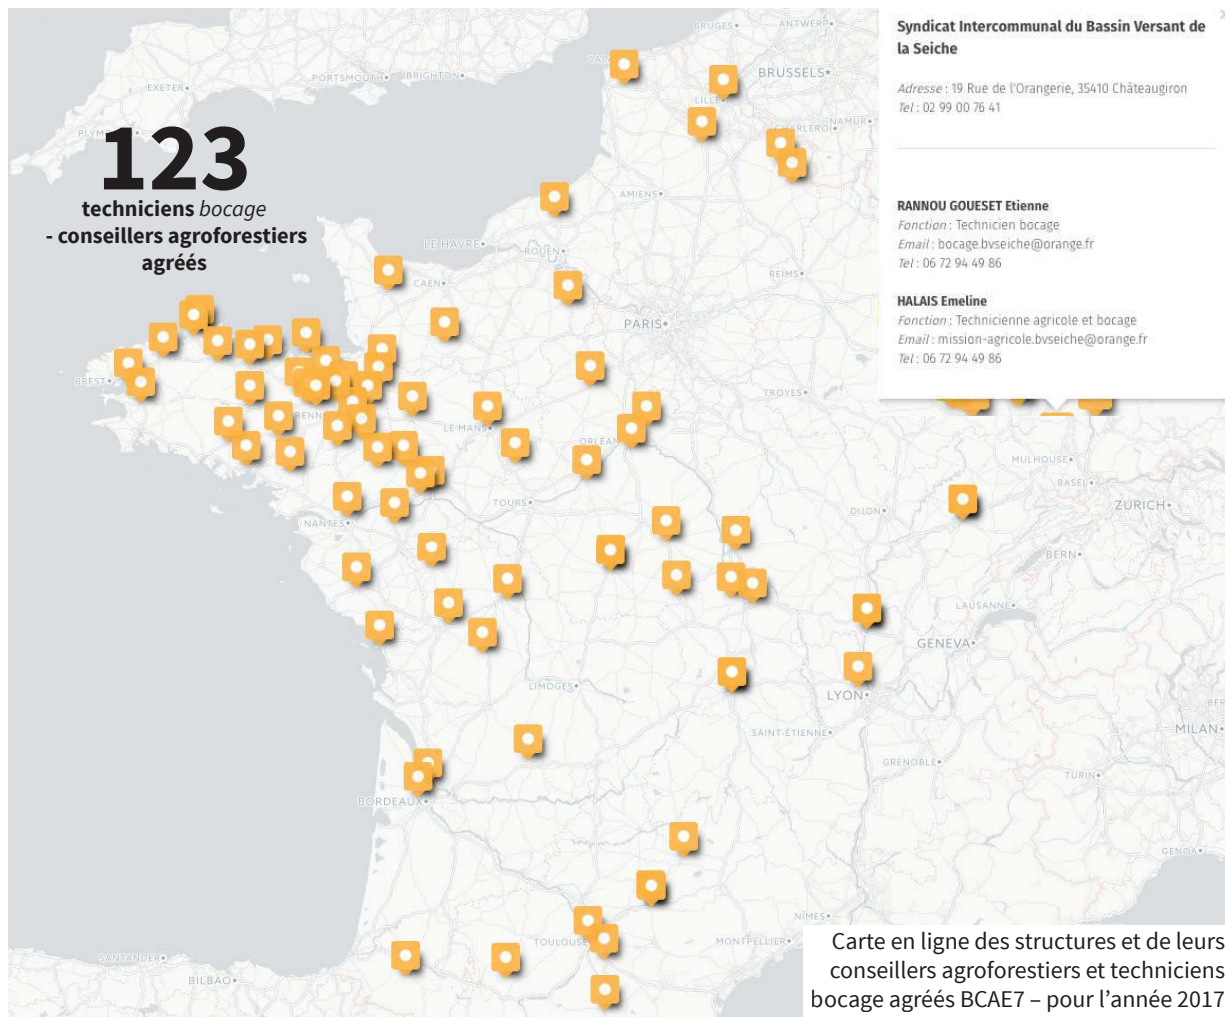 BRUGES
ANTWERP
BRUSSELS
EXETER
PORTSMOUTH
BRIGHTON
LILLE
CHARLEROI
NAMUR
123
techniciens bocage
- conseillers agroforestiers
agréés
AMIENS
LE HAVRE
ROUEN
CAEN
REIMS
PARIS
BREST
TROYES
LE MANS
ORLÉANS
MULHOUSE
BASEL
ZURICH
TOURS
DIJON
NANTES
BERN
LAUSANNE
GENEVA
LIMOGES
LYON
MILAN
SAINT-ÉTIENNE
GRENOBLE
TURIN
BORDEAUX
GENOA
NÎMES
TOULOUSE
MONTPELLIER
SANTANDER
BILBAO
Syndicat Intercommunal du Bassin Versant de
la Seiche
Adresse : 19 Rue de l'Orangerie, 35410 Châteaugiron
Tel : 02 99 00 76 41
RANNOU GOUESET Etienne
Fonction : Technicien bocage
Email : bocage.bvseiche@orange.fr
Tel : 06 72 94 49 86
HALAIS Emeline
Fonction : Technicienne agricole et bocage
Email : mission-agricole.bvseiche@orange.fr
Tel : 06 72 94 49 86
Carte en ligne des structures et de leurs
conseillers agroforestiers et techniciens
bocage agréés BCAE7 – pour l'année 2017